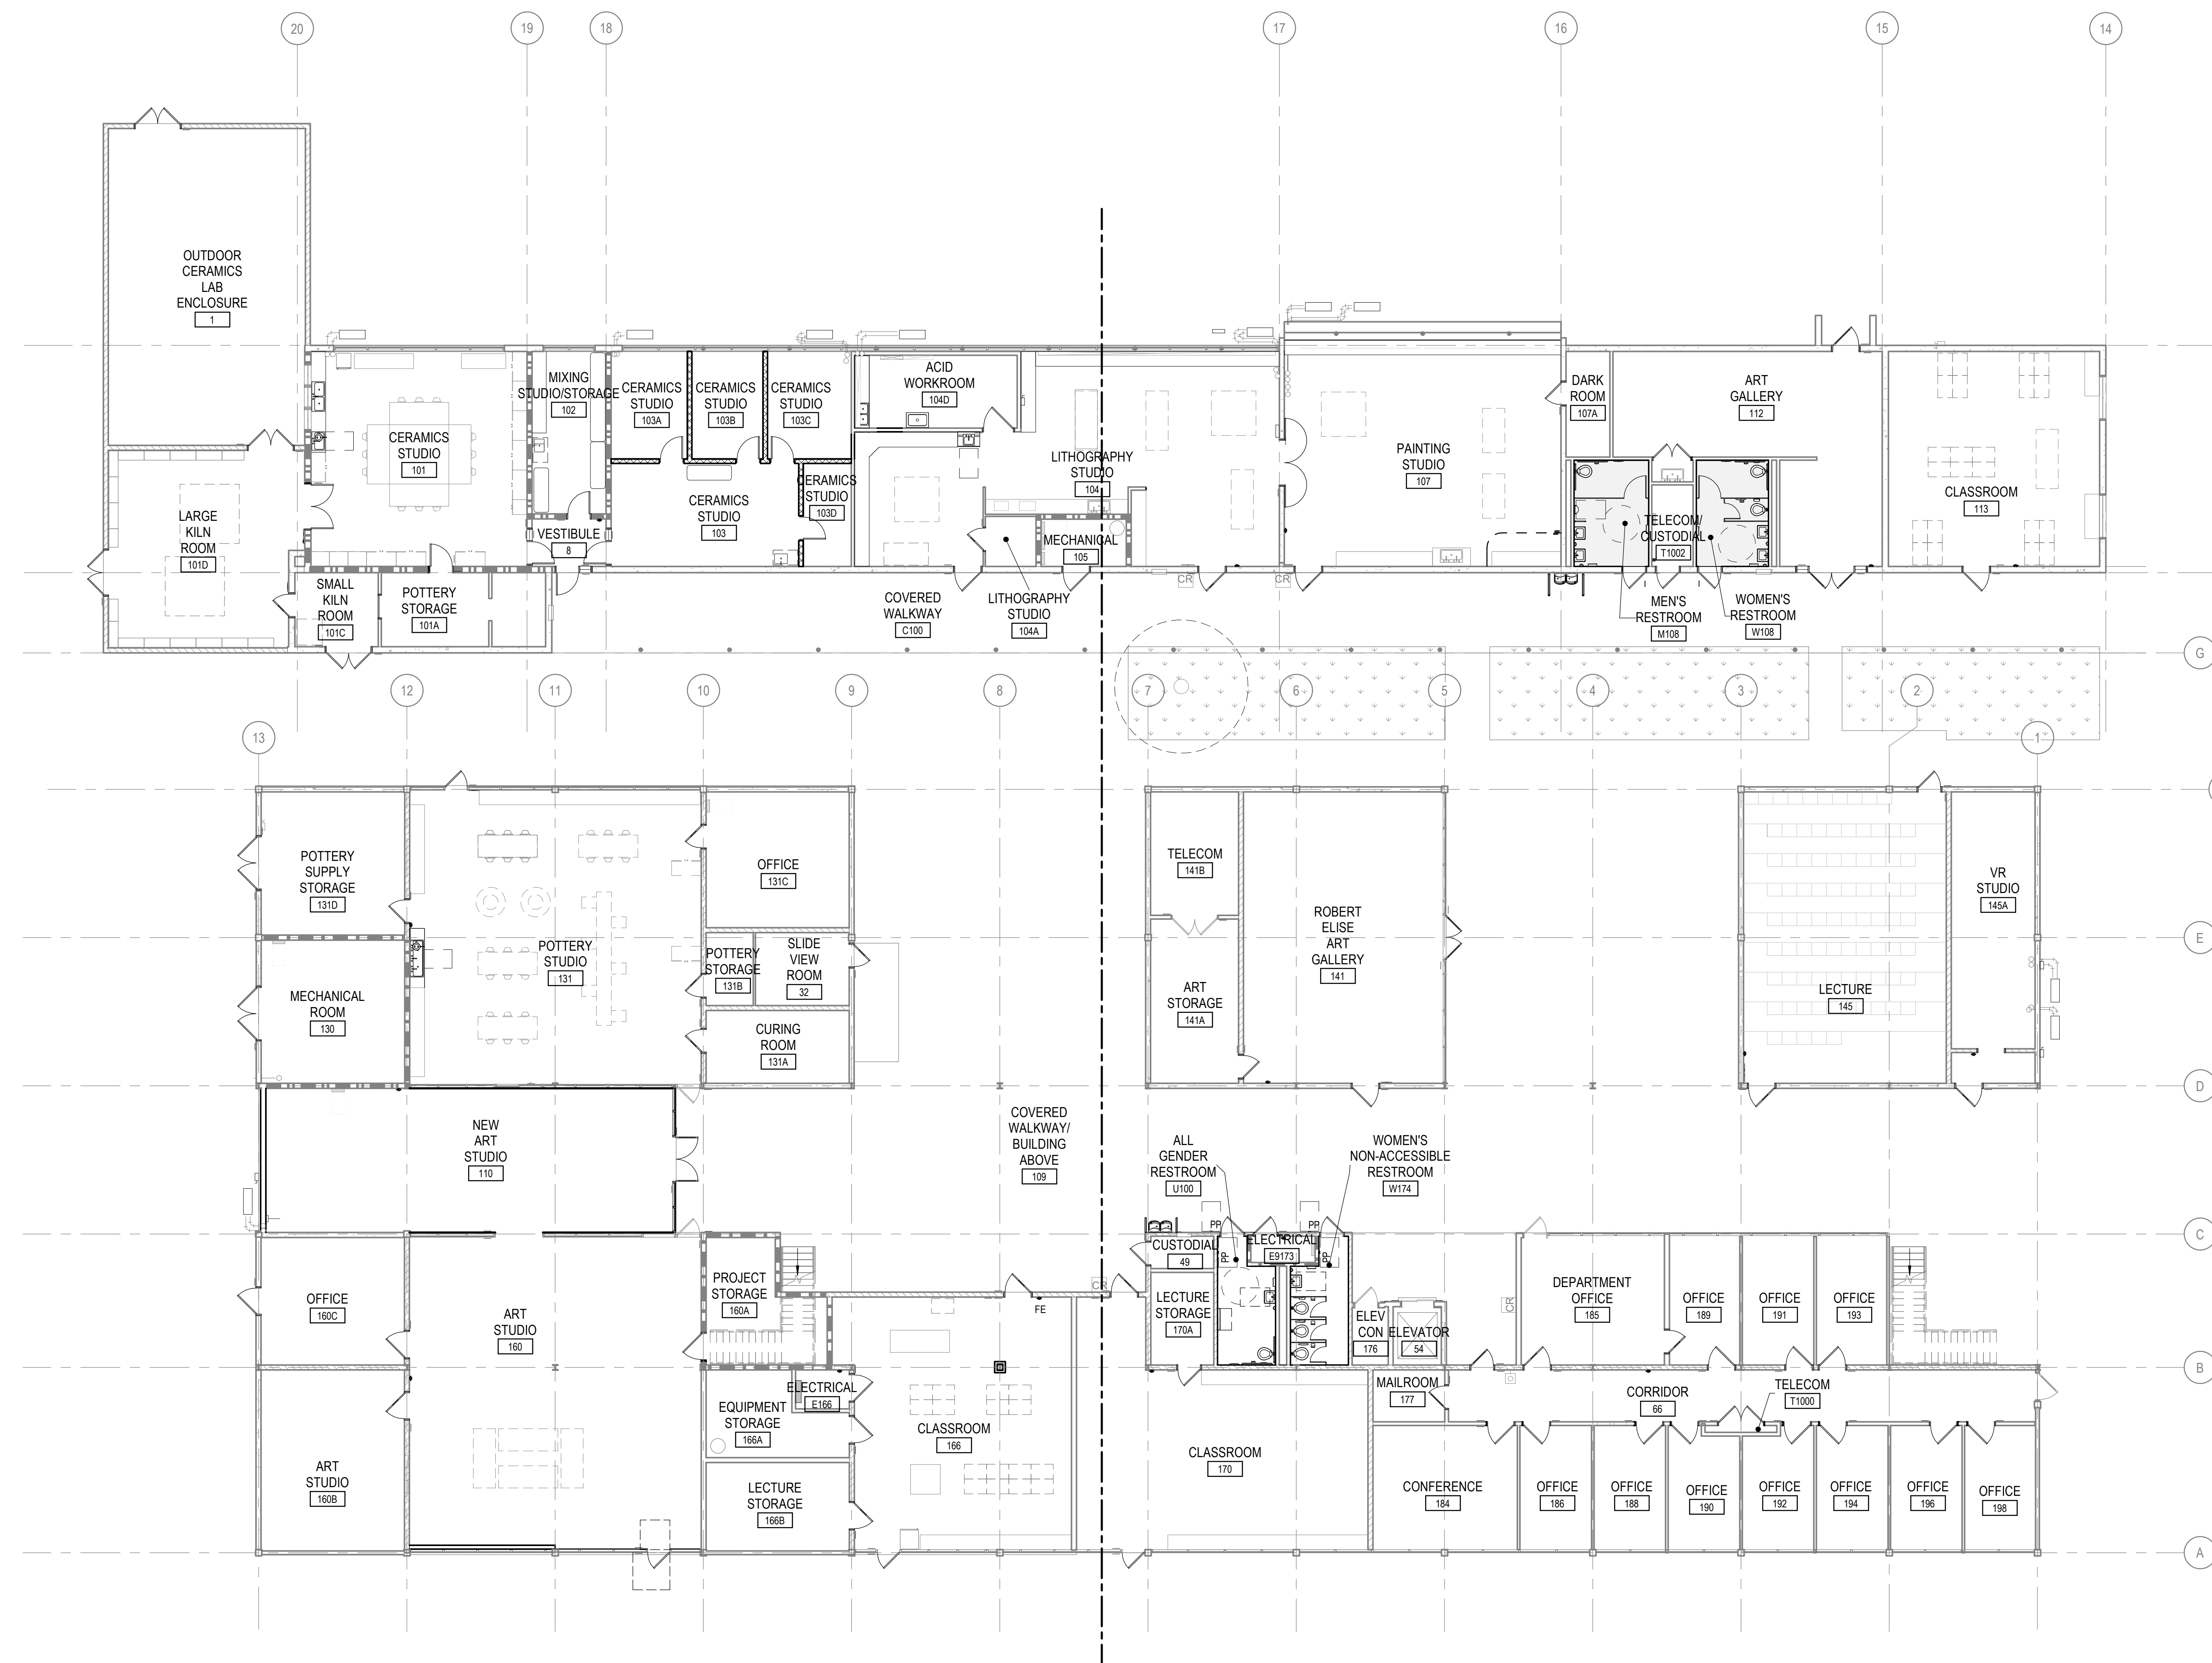 20
19
18
17
16
15
14
OUTDOOR
CERAMICS
LAB
ENCLOSURE
1
MIXING
STUDIO/STORAGE
102
CERAMICS
STUDIO
103A
CERAMICS
STUDIO
103B
CERAMICS
STUDIO
103C
ACID
WORKROOM
104D
DARK
ROOM
107A
ART
GALLERY
112
CERAMICS
STUDIO
101
LITHOGRAPHY
STUDIO
104
PAINTING
STUDIO
107
CLASSROOM
113
LARGE
KILN
ROOM
101D
CERAMICS
STUDIO
103
CERAMICS
STUDIO
103D
VESTIBULE
8
MECHANICAL
105
TELECOM/
CUSTODIAL
T1002
CR
CR
SMALL
KILN
ROOM
101C
POTTERY
STORAGE
101A
COVERED
WALKWAY
C100
LITHOGRAPHY
STUDIO
104A
MEN'S
RESTROOM
M108
WOMEN'S
RESTROOM
W108
G
12
11
10
9
8
7
6
5
4
3
2
13
1
POTTERY
SUPPLY
STORAGE
131D
OFFICE
131C
TELECOM
141B
VR
STUDIO
145A
POTTERY
STUDIO
131
POTTERY
STORAGE
131B
SLIDE
VIEW
ROOM
32
ROBERT
ELISE
ART
GALLERY
141
E
MECHANICAL
ROOM
130
ART
STORAGE
141A
LECTURE
145
CURING
ROOM
131A
D
NEW
ART
STUDIO
110
COVERED
WALKWAY/
BUILDING
ABOVE
109
ALL
GENDER
RESTROOM
U100
WOMEN'S
NON-ACCESSIBLE
RESTROOM
W174
PP
PP
C
CUSTODIAL
49
PP
ELECTRICAL
E9173
PP
PROJECT
STORAGE
160A
CR
FE
OFFICE
160C
ART
STUDIO
160
LECTURE
STORAGE
170A
ELEV
CON
176
ELEVATOR
54
CR
DEPARTMENT
OFFICE
185
OFFICE
189
OFFICE
191
OFFICE
193
B
ELECTRICAL
E166
EQUIPMENT
STORAGE
166A
CLASSROOM
166
MAILROOM
177
CORRIDOR
66
TELECOM
T1000
ART
STUDIO
160B
LECTURE
STORAGE
166B
CLASSROOM
170
CONFERENCE
184
OFFICE
186
OFFICE
188
OFFICE
190
OFFICE
192
OFFICE
194
OFFICE
196
OFFICE
198
A